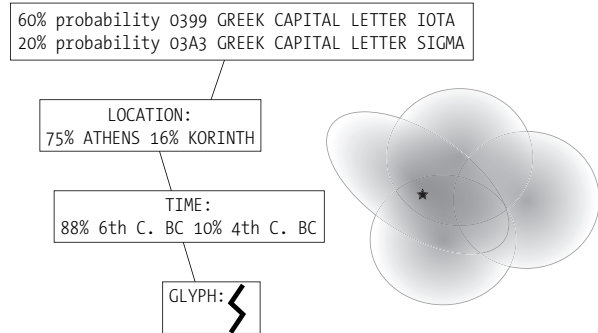 60% probability 0399 GREEK CAPITAL LETTER IOTA
20% probability 03A3 GREEK CAPITAL LETTER SIGMA
LOCATION:
75% ATHENS 16% KORINTH
TIME:
88% 6th C. BC 10% 4th C. BC
GLYPH: